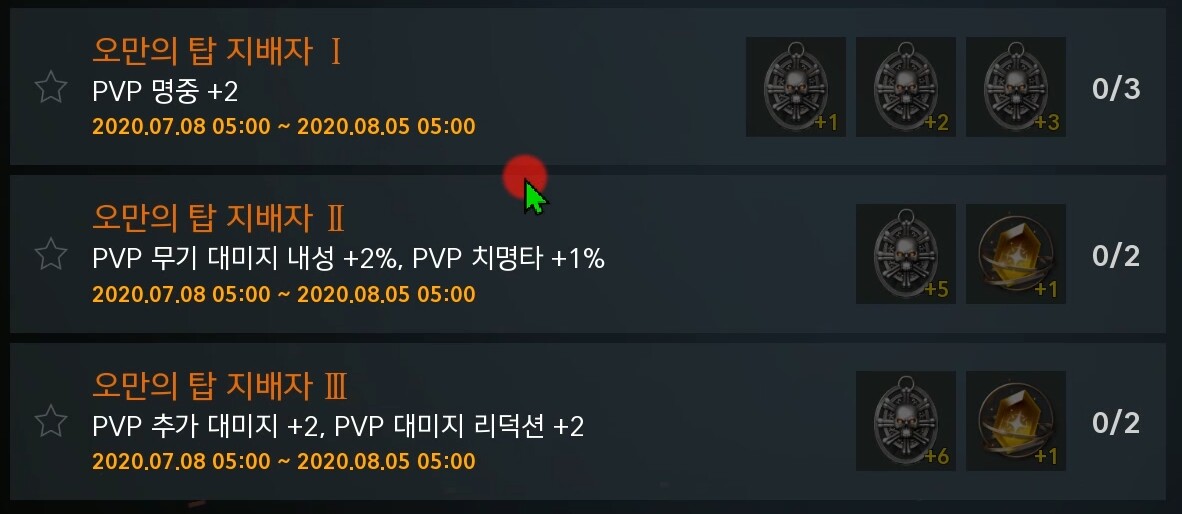 오만의 탑 지배자 Ⅰ
PVP 명중 +2
2020.07.08 05:00 ~ 2020.08.05 05:00
+1 +2 +3
0/3
오만의 탑 지배자 Ⅱ
PVP 무기 대미지 내성 +2%, PVP 치명타 +1%
2020.07.08 05:00 ~ 2020.08.05 05:00
+5 +1
0/2
오만의 탑 지배자 Ⅲ
PVP 추가 대미지 +2, PVP 대미지 리덕션 +2
2020.07.08 05:00 ~ 2020.08.05 05:00
+6 +1
0/2